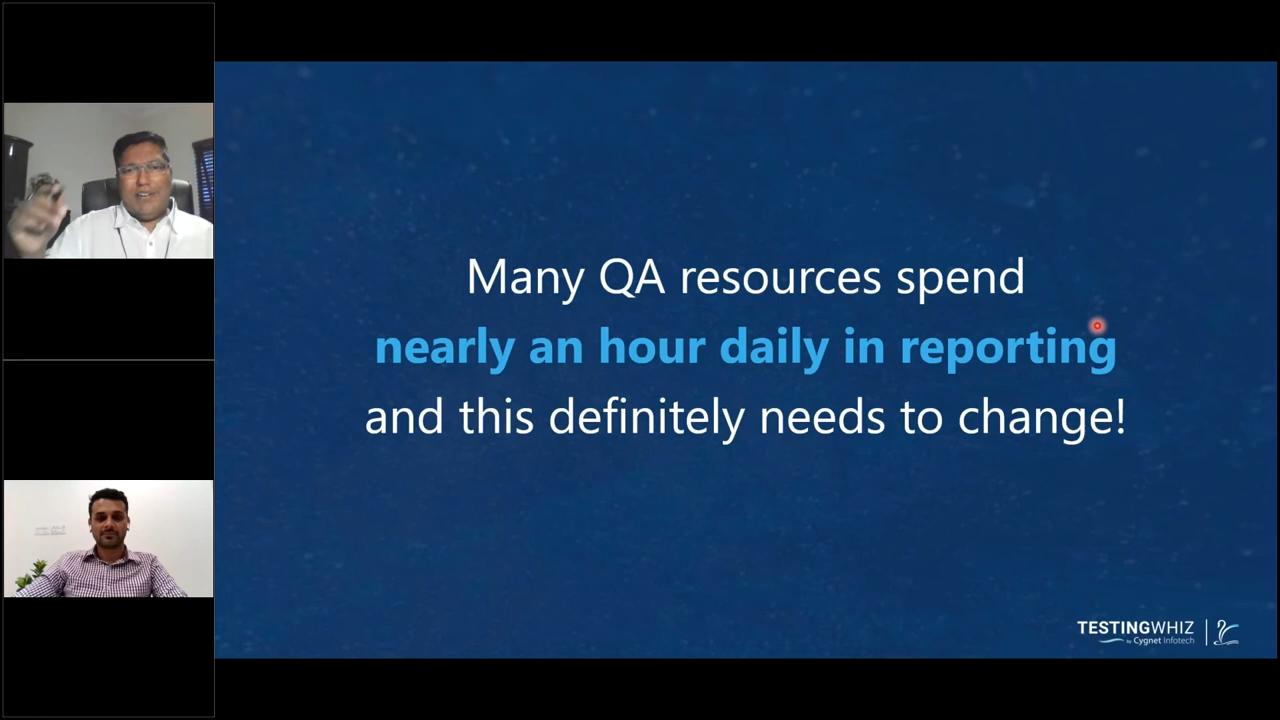 Many QA resources spend
nearly an hour daily in reporting
and this definitely needs to change!
TESTINGWHIZ
by Cygnet Infotech